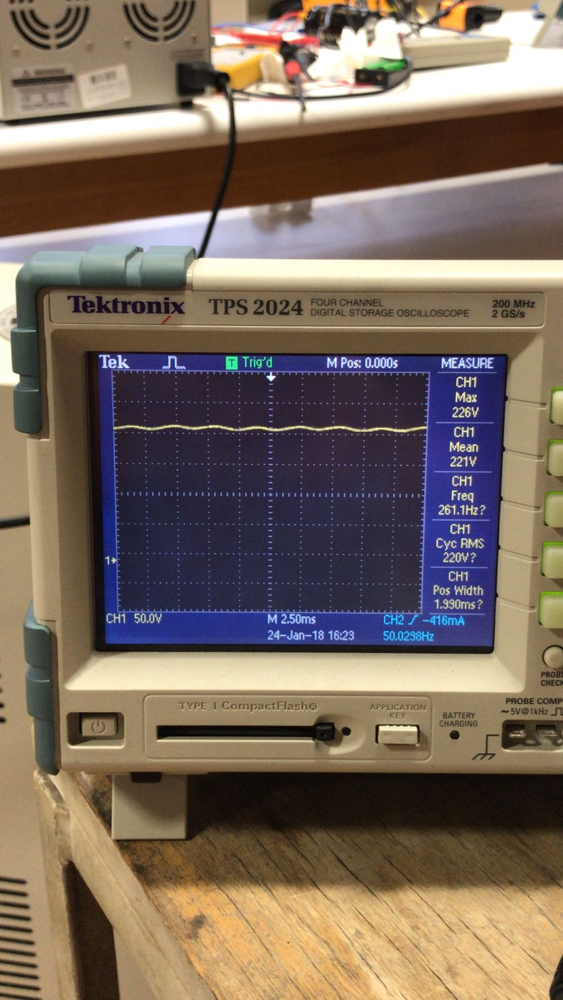 WARNING
Tektronix TPS 2024 FOUR CHANNEL
DIGITAL STORAGE OSCILLOSCOPE
200 MHz
2 GS/s
Tek T Trig'd M Pos: 0.000s MEASURE
CH1
Max
226V
CH1
Mean
221V
CH1
Freq
261.1Hz?
CH1
Cyc RMS
220V?
CH1
Pos Width
1.990ms?
1
CH1 50.0V M 2.50ms CH2 -416mA
24-Jan-18 16:23 50.0298Hz
PROBE
CHECK
TYPE I CompactFlash®
APPLICATION
KEY
BATTERY
CHARGING
PROBE COMP
~5V@1kHz